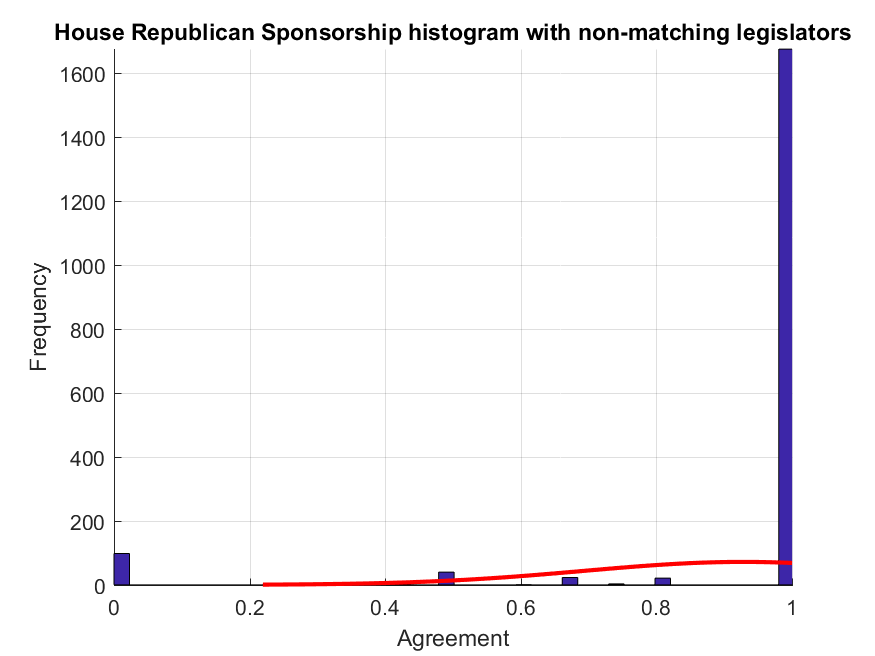 House Republican Sponsorship histogram with non-matching legislators
1600
1400
1200
1000
800
600
400
200
0
Frequency
0 0.2 0.4 0.6 0.8 1
Agreement